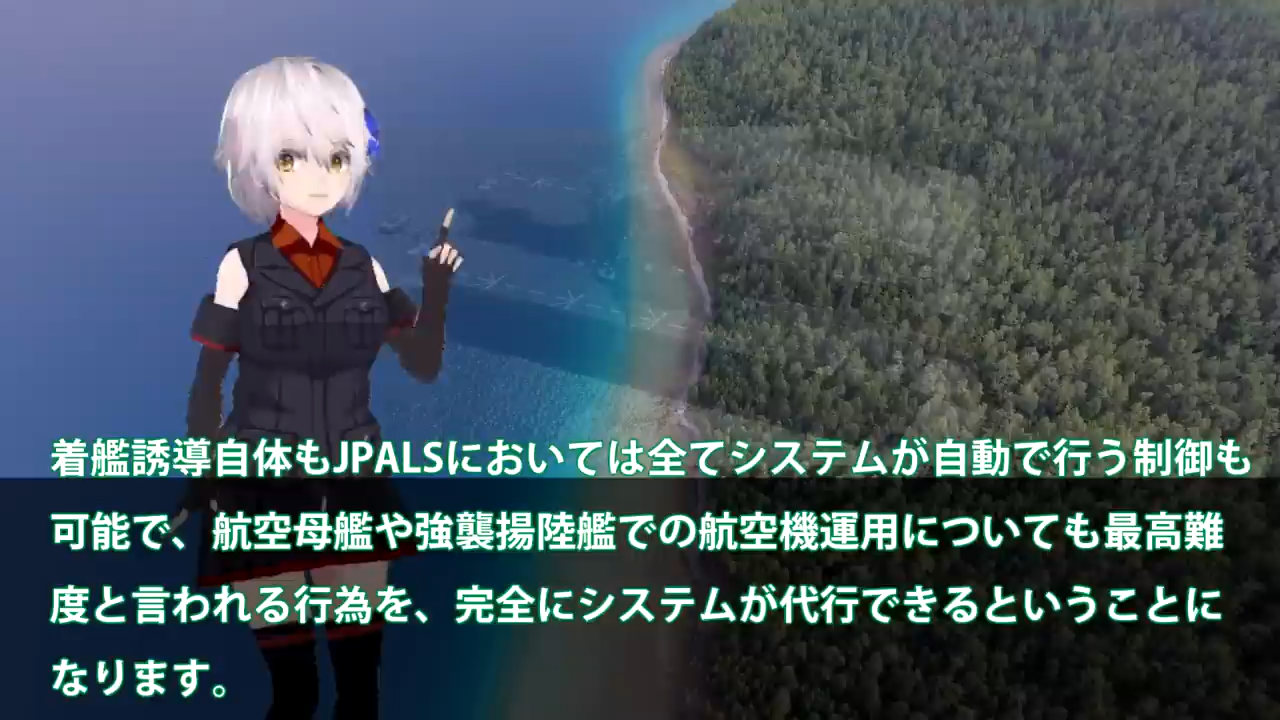 着艦誘導自体もJPALSにおいては全てシステムが自動で行う制御も
可能で、航空母艦や強襲揚陸艦での航空機運用についても最高難
度と言われる行為を、完全にシステムが代行できるということに
なります。